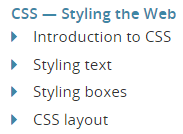 CSS — Styling the Web
Introduction to CSS
Styling text
Styling boxes
CSS layout